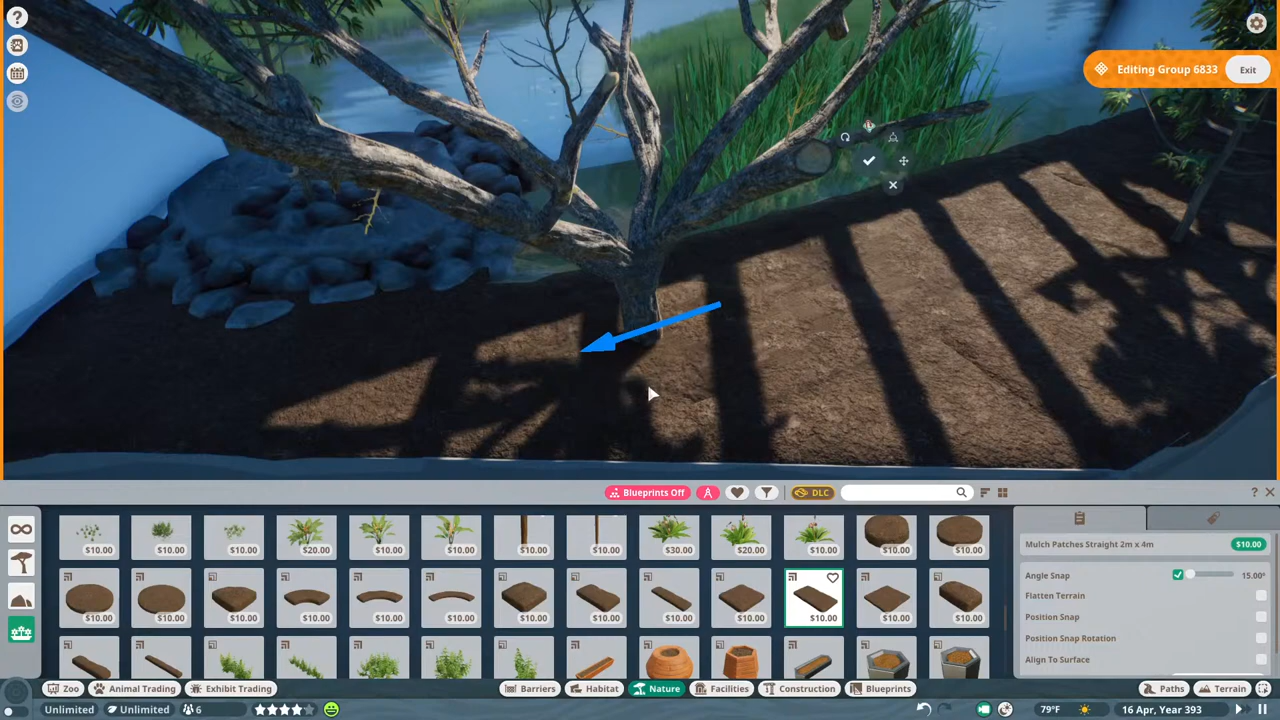 ?
Editing Group 6833
Exit
Blueprints Off
DLC
?
$10.00 $10.00 $10.00 $20.00 $10.00 $10.00 $10.00 $10.00 $30.00 $20.00 $10.00 $10.00 $10.00
Mulch Patches Straight 2m x 4m $10.00
Angle Snap 15.00°
Flatten Terrain
$10.00 $10.00 $10.00 $10.00 $10.00 $10.00 $10.00 $10.00 $10.00 $10.00 $10.00 $10.00 $10.00
Position Snap
Position Snap Rotation
Align To Surface
Zoo Animal Trading Exhibit Trading Barriers Habitat Nature Facilities Construction Blueprints Paths Terrain
Unlimited Unlimited 6 79°F 16 Apr, Year 393